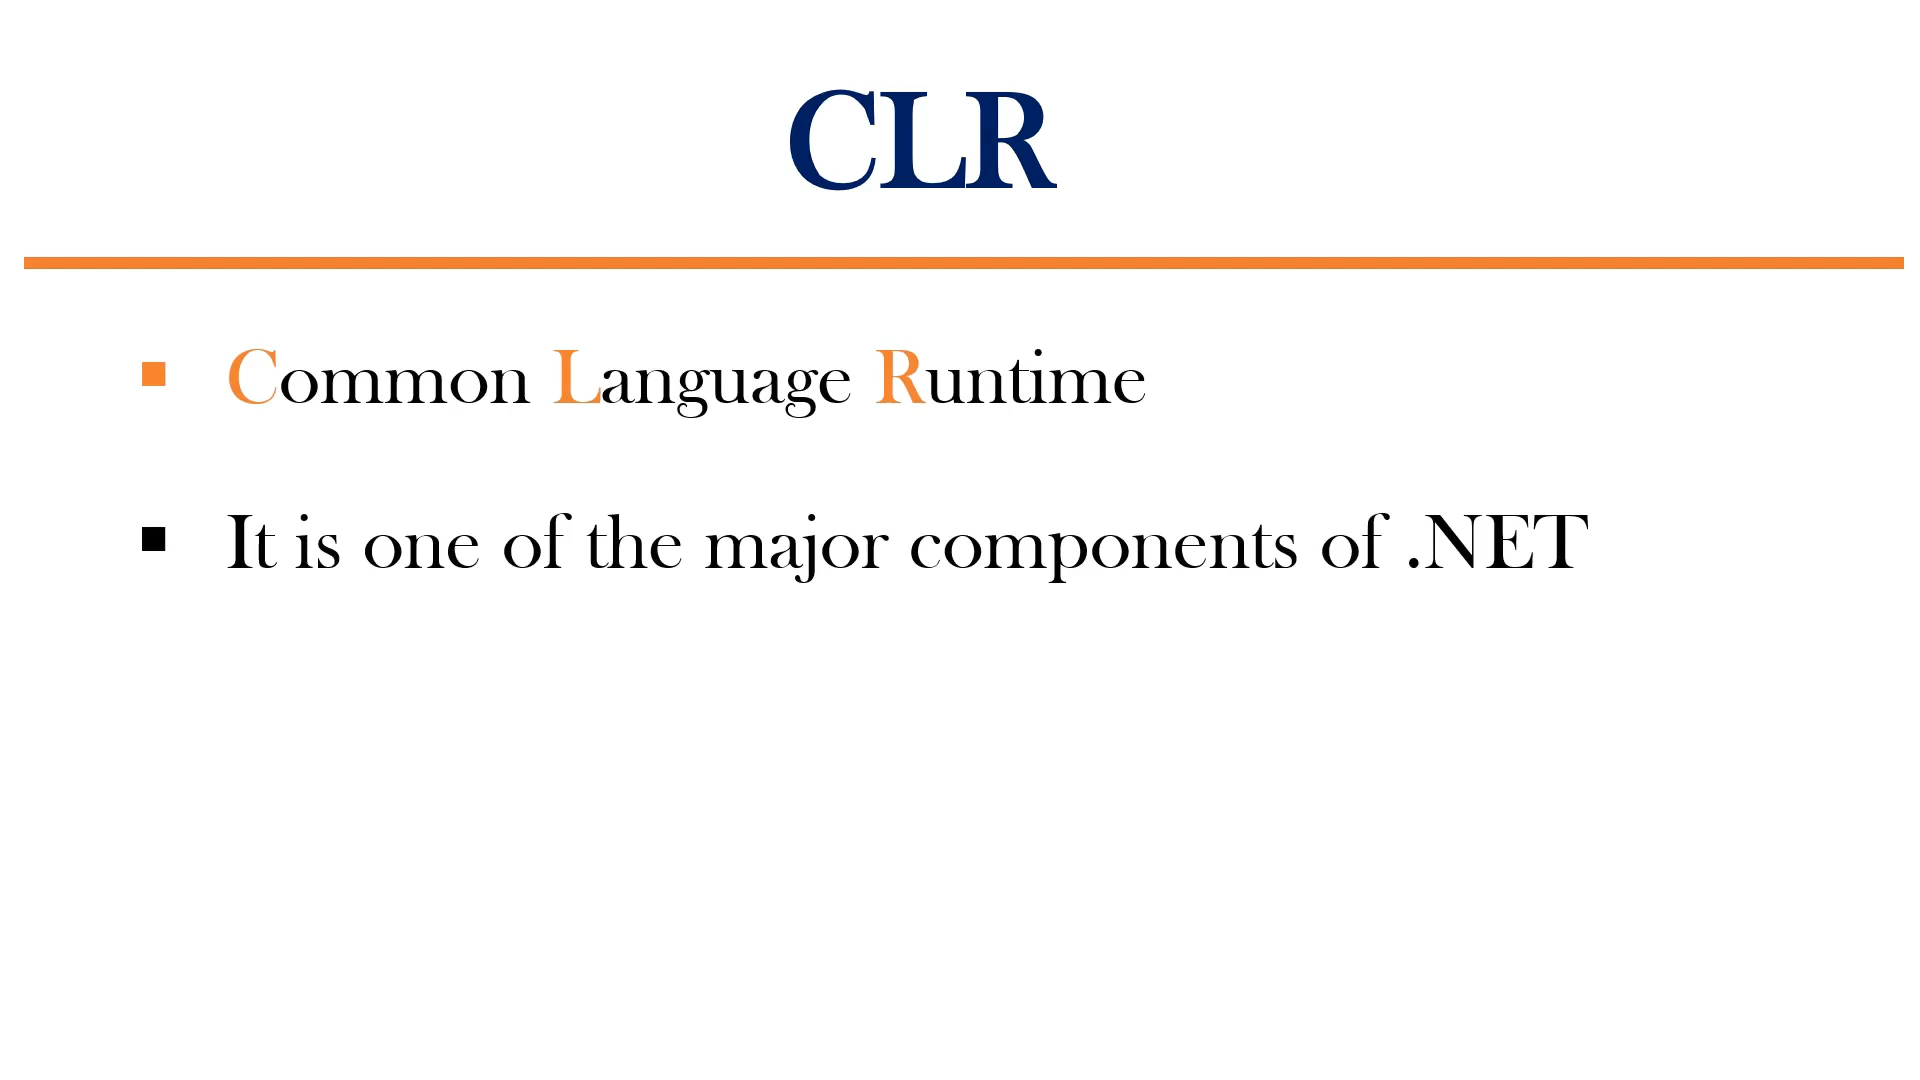 CLR
▪ Common Language Runtime
▪ It is one of the major components of .NET